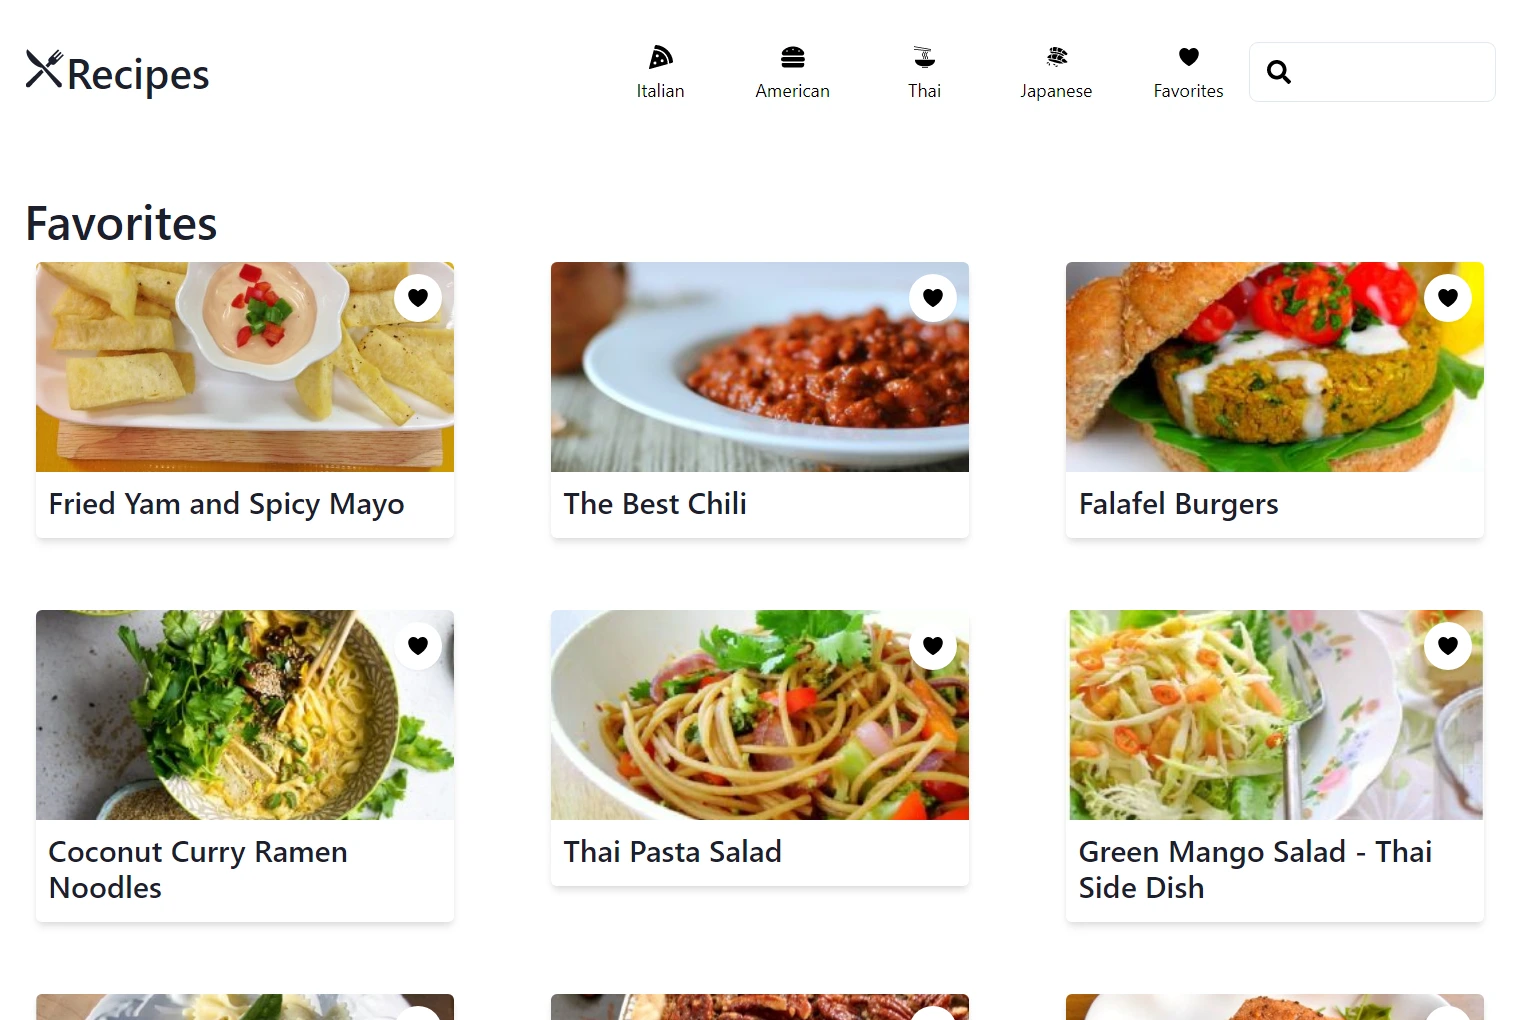 Recipes
Italian
American
Thai
Japanese
Favorites
Favorites
Fried Yam and Spicy Mayo
The Best Chili
Falafel Burgers
Coconut Curry Ramen
Noodles
Thai Pasta Salad
Green Mango Salad - Thai
Side Dish